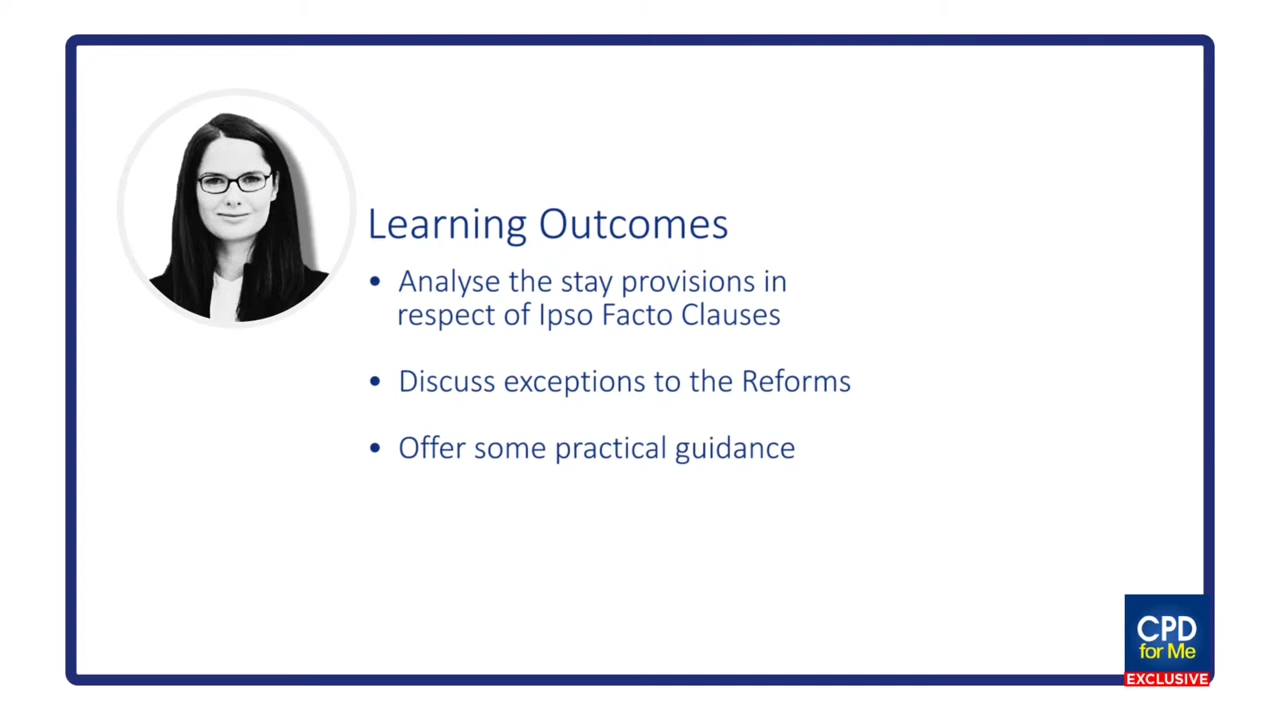 Learning Outcomes
• Analyse the stay provisions in
respect of Ipso Facto Clauses
• Discuss exceptions to the Reforms
• Offer some practical guidance
CPD
for Me
EXCLUSIVE